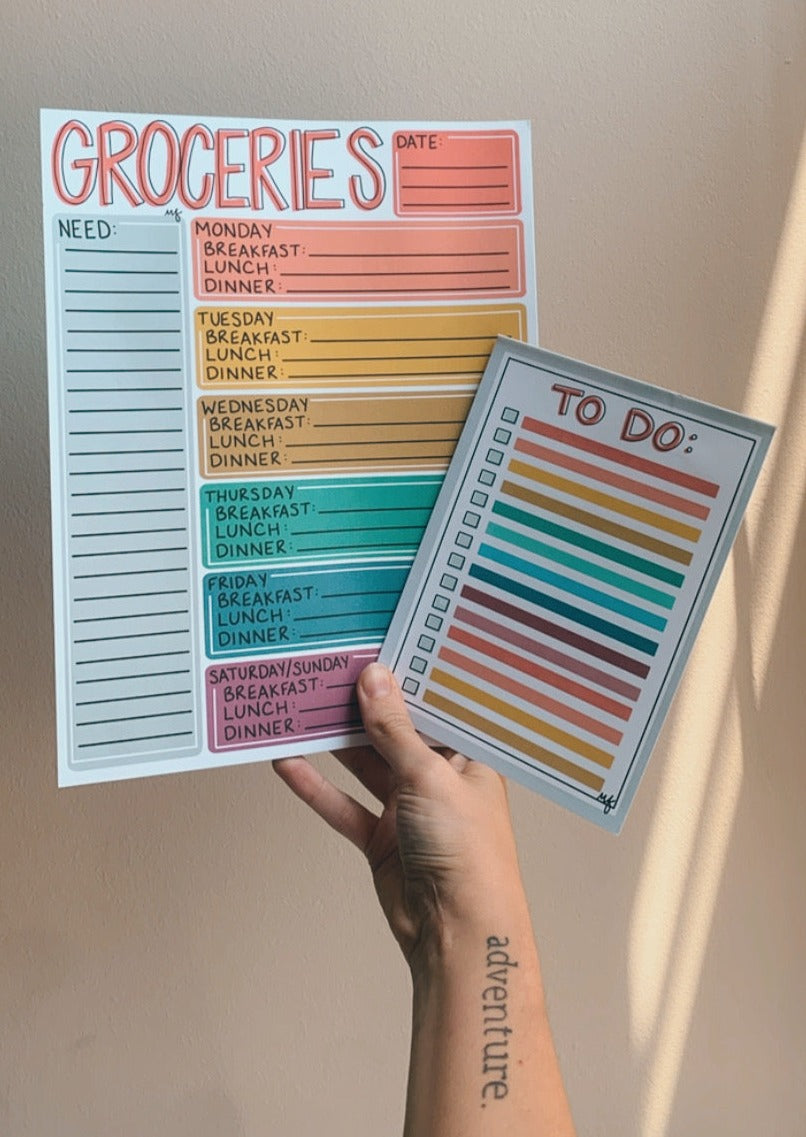 GROCERIES
DATE:
NEED:
MONDAY
BREAKFAST:
LUNCH:
DINNER:
TUESDAY
BREAKFAST:
LUNCH:
DINNER:
WEDNESDAY
BREAKFAST:
LUNCH:
DINNER:
THURSDAY
BREAKFAST:
LUNCH:
DINNER:
FRIDAY
BREAKFAST:
LUNCH:
DINNER:
SATURDAY/SUNDAY
BREAKFAST:
LUNCH:
DINNER:
TO DO:
adventure.